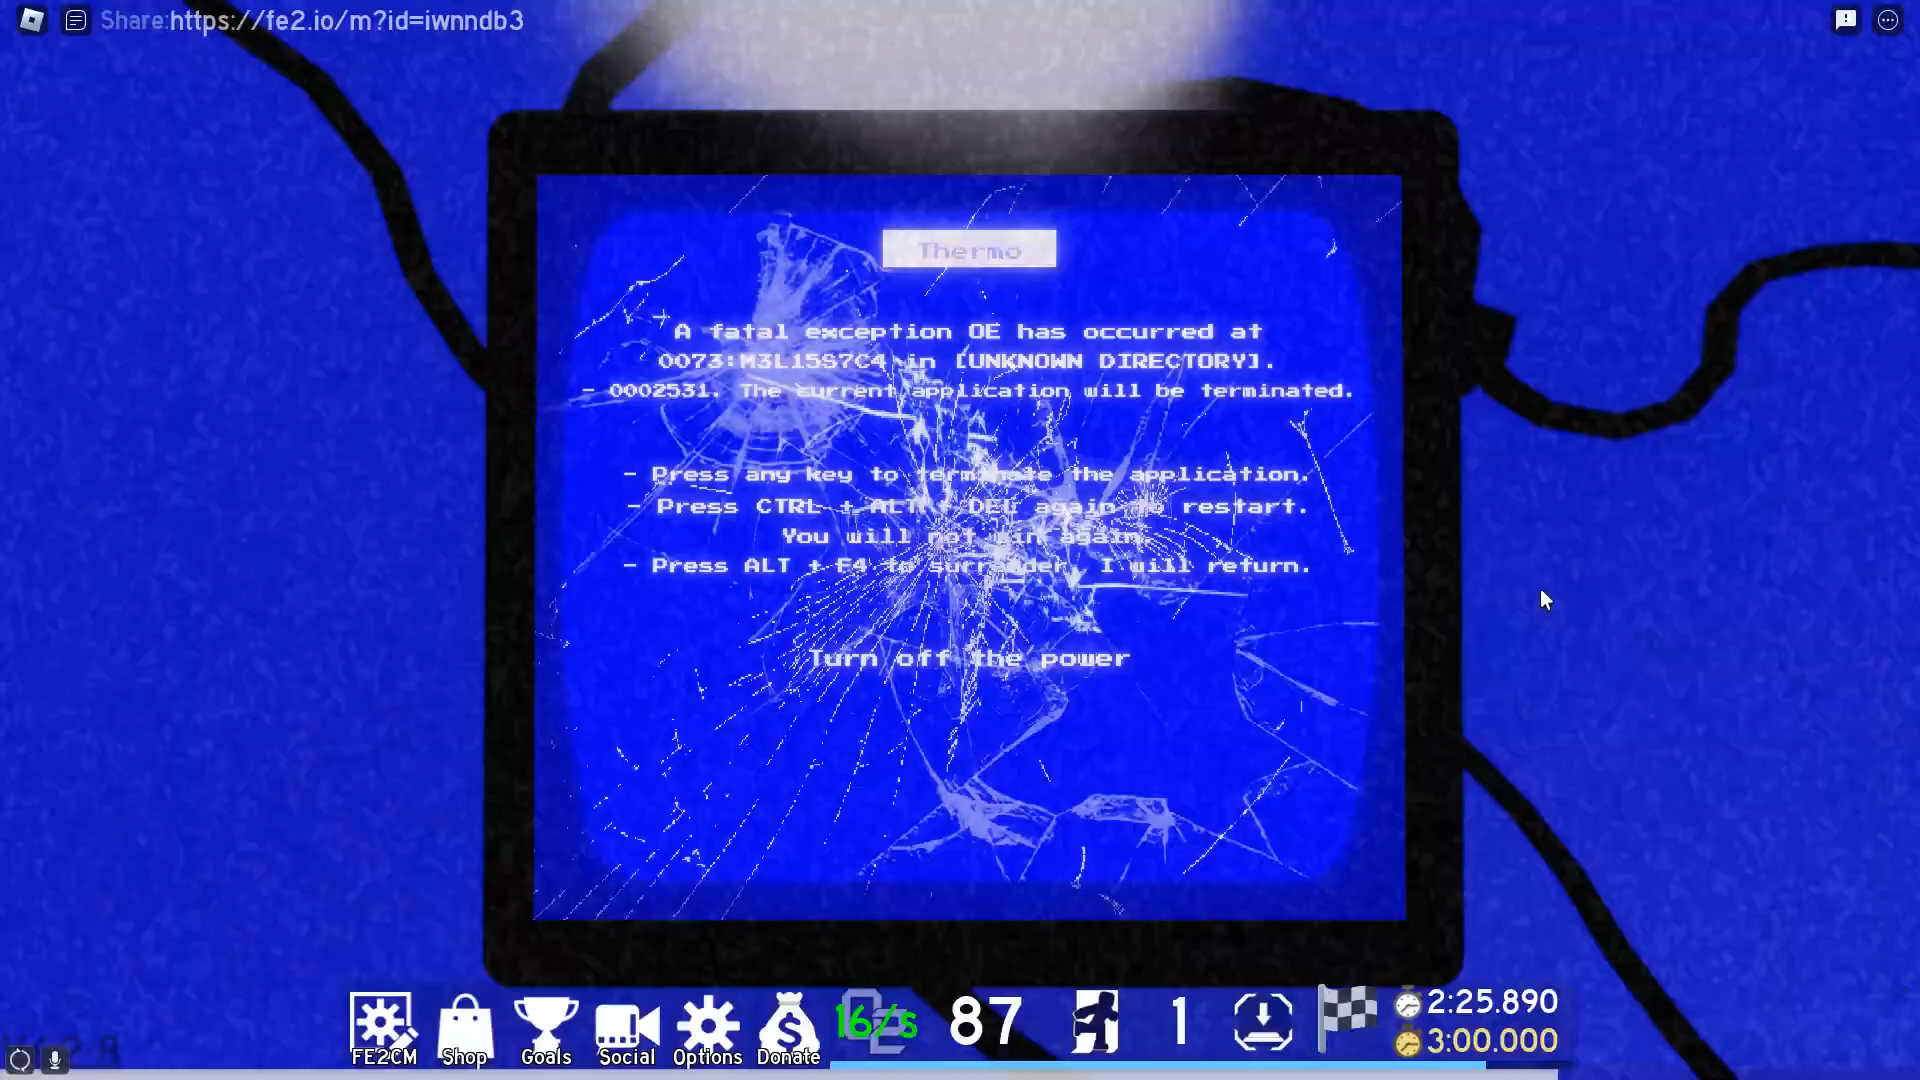 Share:https://fe2.io/m?id=iwnndb3
Thermo
A fatal exception OE has occurred at
0073:M3L15S7C4 in [UNKNOWN DIRECTORY].
- 0002531. The current application will be terminated.
- Press any key to terminate the application.
- Press CTRL + ALT + DEL again to restart.
You will not win again.
- Press ALT + F4 to surrender, I will return.
Turn off the power
16/s
87
1
2:25.890
3:00.000
FE2CM
Shop
Goals
Social
Options
Donate